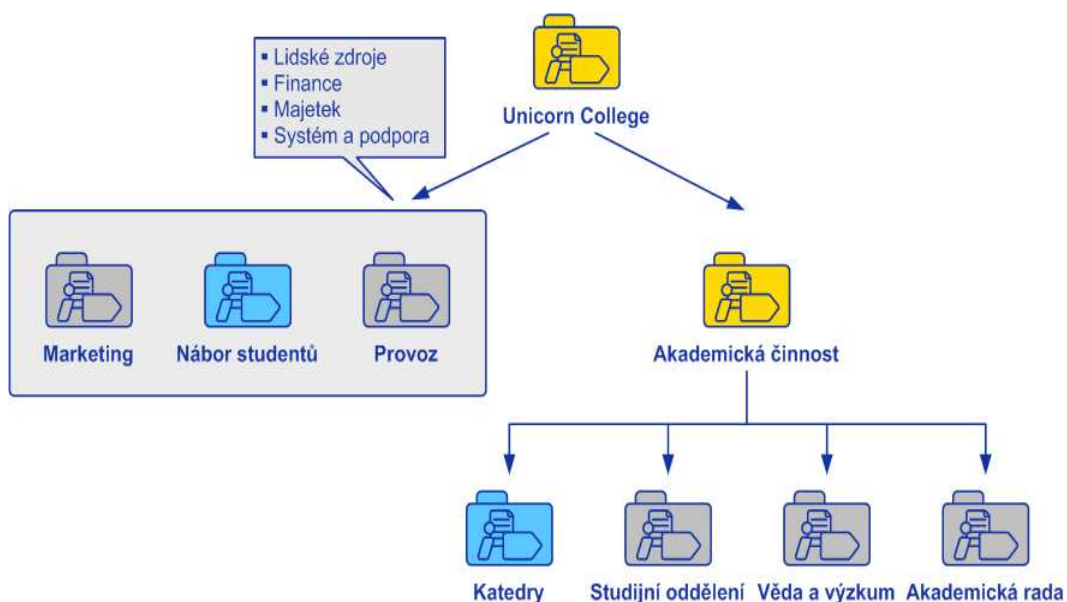 ▪ Lidské zdroje
▪ Finance
▪ Majetek
▪ Systém a podpora
Unicorn College
Marketing
Nábor studentů
Provoz
Akademická činnost
Katedry
Studijní oddělení
Věda a výzkum
Akademická rada